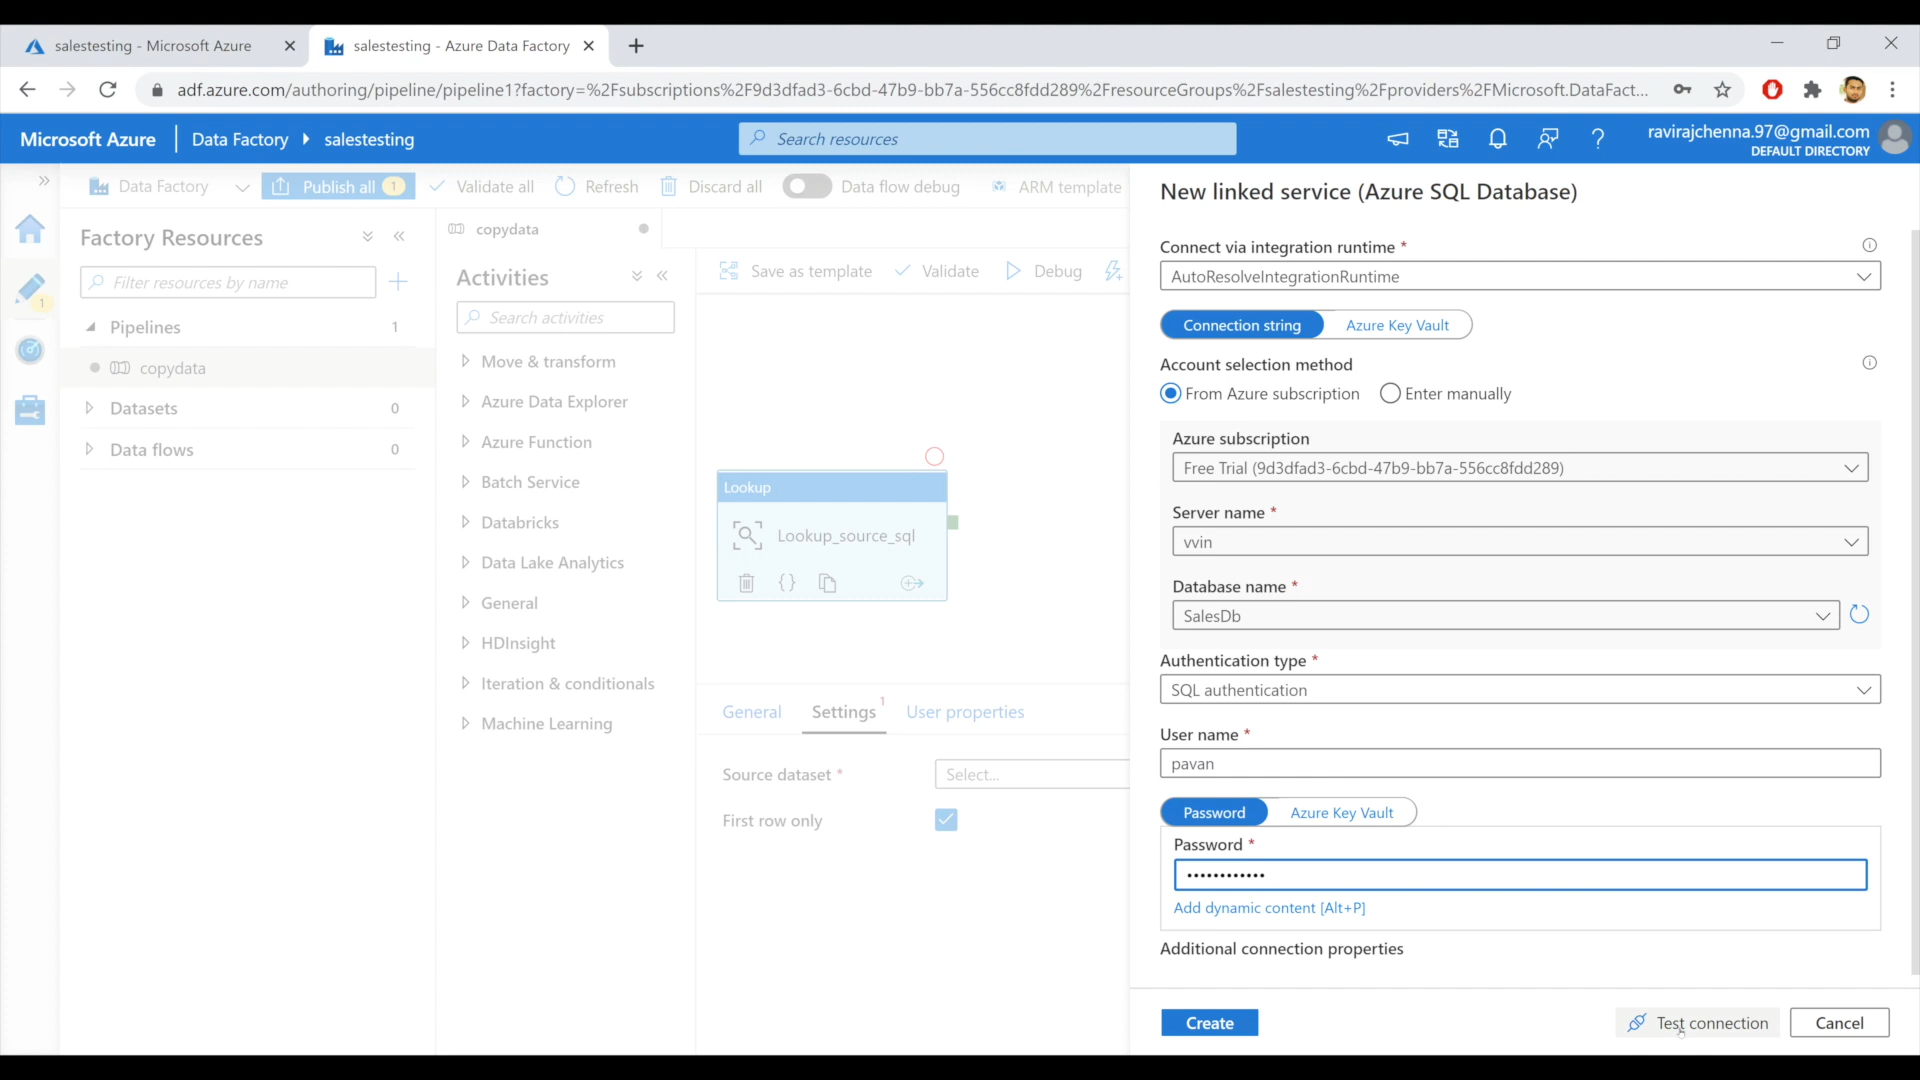 salestesting - Microsoft Azure
salestesting - Azure Data Factory
adf.azure.com/authoring/pipeline/pipeline1?factory=%2Fsubscriptions%2F9d3dfad3-6cbd-47b9-bb7a-556cc8fdd289%2FresourceGroups%2Fsalestesting%2Fproviders%2FMicrosoft.DataFact...
Microsoft Azure
Data Factory
salestesting
Search resources
ravirajchenna.97@gmail.com
DEFAULT DIRECTORY
Data Factory
Publish all 1
Validate all
Refresh
Discard all
Data flow debug
ARM template
Factory Resources
Filter resources by name
1
Pipelines 1
copydata
Datasets 0
Data flows 0
copydata
Activities
Search activities
Move & transform
Azure Data Explorer
Azure Function
Batch Service
Databricks
Data Lake Analytics
General
HDInsight
Iteration & conditionals
Machine Learning
Save as template
Validate
Debug
Lookup
Lookup_source_sql
{}
General
Settings 1
User properties
Source dataset *
Select...
First row only
New linked service (Azure SQL Database)
Connect via integration runtime *
AutoResolveIntegrationRuntime
Connection string
Azure Key Vault
Account selection method
From Azure subscription
Enter manually
Azure subscription
Free Trial (9d3dfad3-6cbd-47b9-bb7a-556cc8fdd289)
Server name *
vvin
Database name *
SalesDb
Authentication type *
SQL authentication
User name *
pavan
Password
Azure Key Vault
Password *
••••••••••••
Add dynamic content [Alt+P]
Additional connection properties
Create
Test connection
Cancel